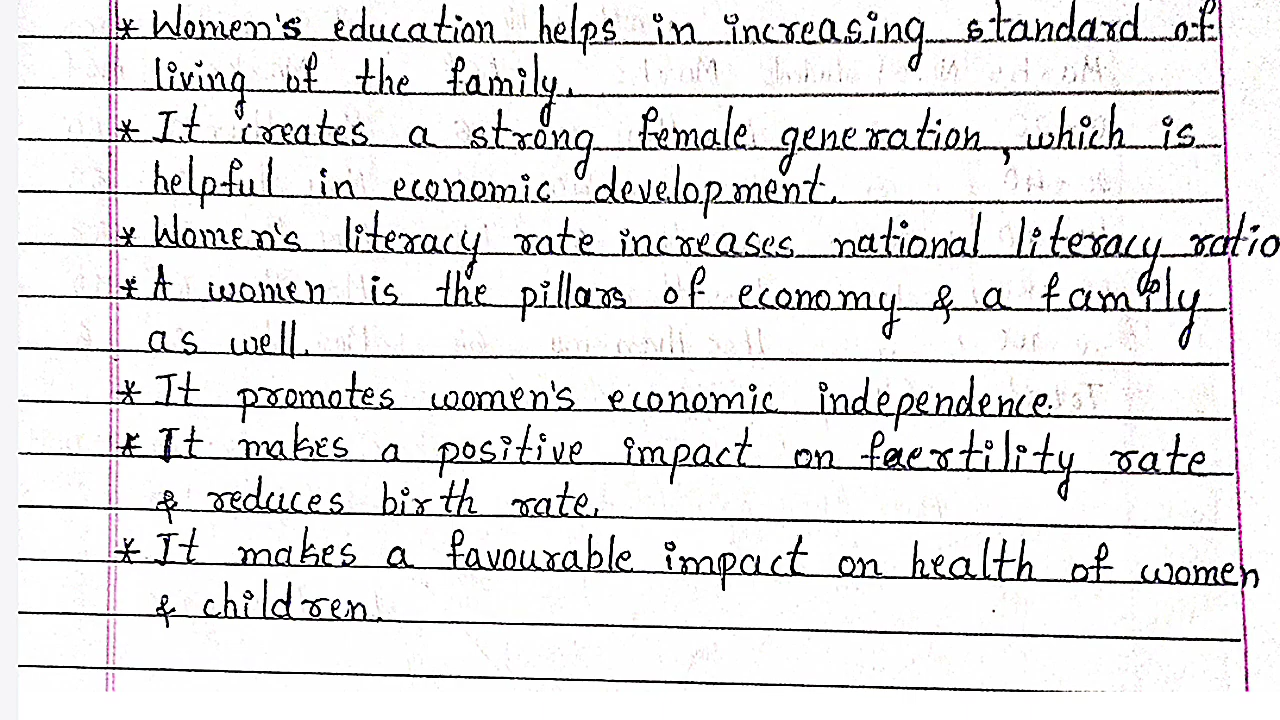 * Women's education helps in increasing standard of
living of the family.
* It creates a strong female generation, which is
helpful in economic development.
* Women's literacy rate increases national literacy ratio
* A women is the pillars of economy & a family
as well.
* It promotes women's economic independence.
* It makes a positive impact on faertility rate
& reduces birth rate.
* It makes a favourable impact on health of women
& children.